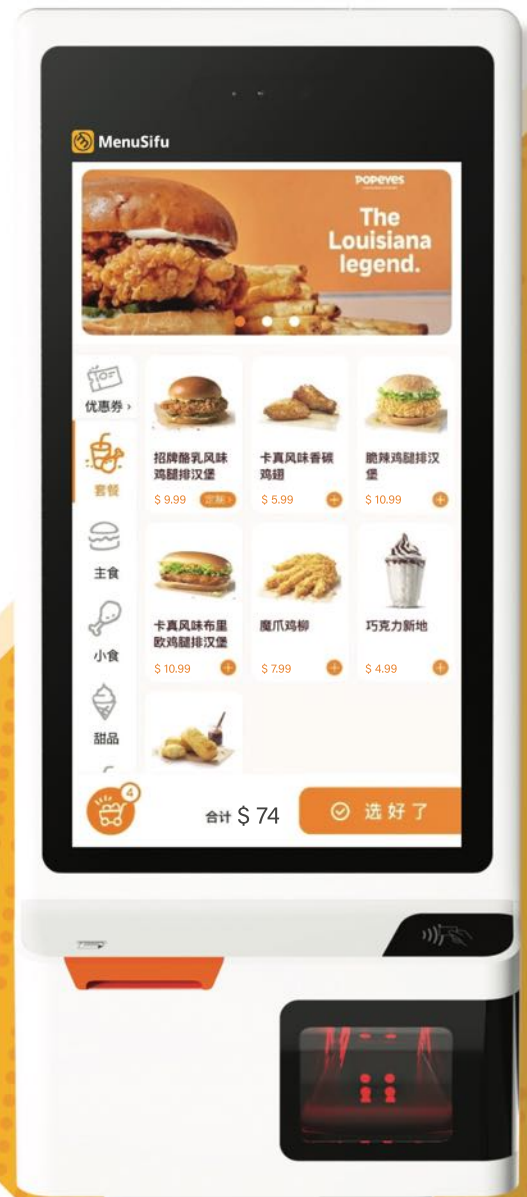 MenuSifu
POPEYES
The
Louisiana
legend.
优惠券 ›
套餐
主食
小食
甜品
招牌酪乳风味
鸡腿排汉堡
$ 9.99
定制 ›
卡真风味香碳
鸡翅
$ 5.99
脆辣鸡腿排汉
堡
$ 10.99
卡真风味布里
欧鸡腿排汉堡
$ 10.99
魔爪鸡柳
$ 7.99
巧克力新地
$ 4.99
4
合计 $ 74
选好了